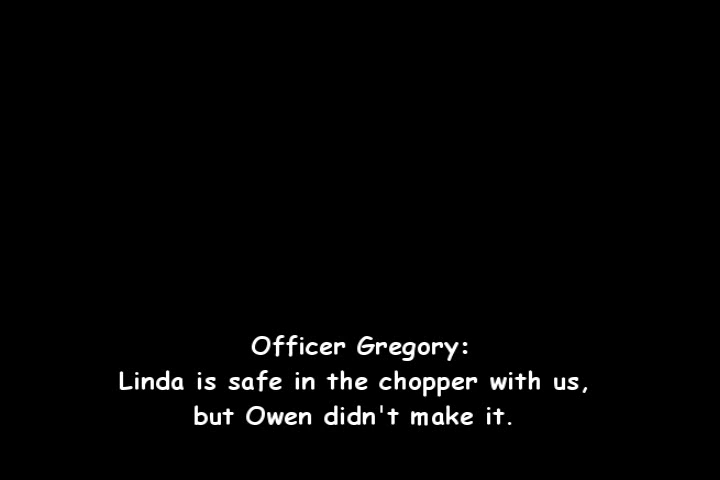 Officer Gregory:
Linda is safe in the chopper with us,
but Owen didn't make it.